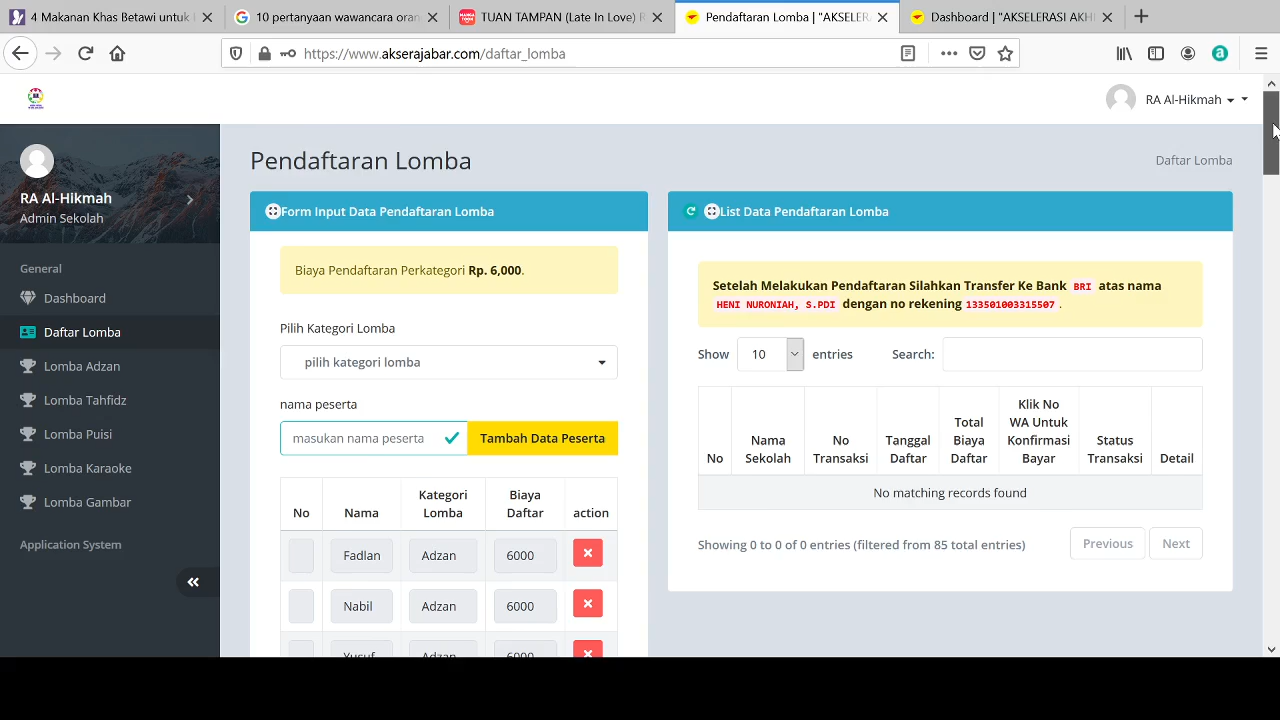 4 Makanan Khas Betawi untuk l
10 pertanyaan wawancara oran
TUAN TAMPAN (Late In Love) R
Pendaftaran Lomba | "AKSELERA
Dashboard | "AKSELERASI AKH
https://www.akserajabar.com/daftar_lomba
RA Al-Hikmah
RA Al-Hikmah
Admin Sekolah
General
Dashboard
Daftar Lomba
Lomba Adzan
Lomba Tahfidz
Lomba Puisi
Lomba Karaoke
Lomba Gambar
Application System
Pendaftaran Lomba
Daftar Lomba
Form Input Data Pendaftaran Lomba
Biaya Pendaftaran Perkategori Rp. 6,000.
Pilih Kategori Lomba
pilih kategori lomba
nama peserta
masukan nama peserta
Tambah Data Peserta
No Nama Kategori Lomba Biaya Daftar action
Fadlan Adzan 6000
Nabil Adzan 6000
Yusuf Adzan 6000
List Data Pendaftaran Lomba
Setelah Melakukan Pendaftaran Silahkan Transfer Ke Bank BRI atas nama
HENI NURONIAH, S.PDI dengan no rekening 133501003315507 .
Show 10 entries Search:
No Nama Sekolah No Transaksi Tanggal Daftar Total Biaya Daftar Klik No WA Untuk Konfirmasi Bayar Status Transaksi Detail
No matching records found
Showing 0 to 0 of 0 entries (filtered from 85 total entries)
Previous Next